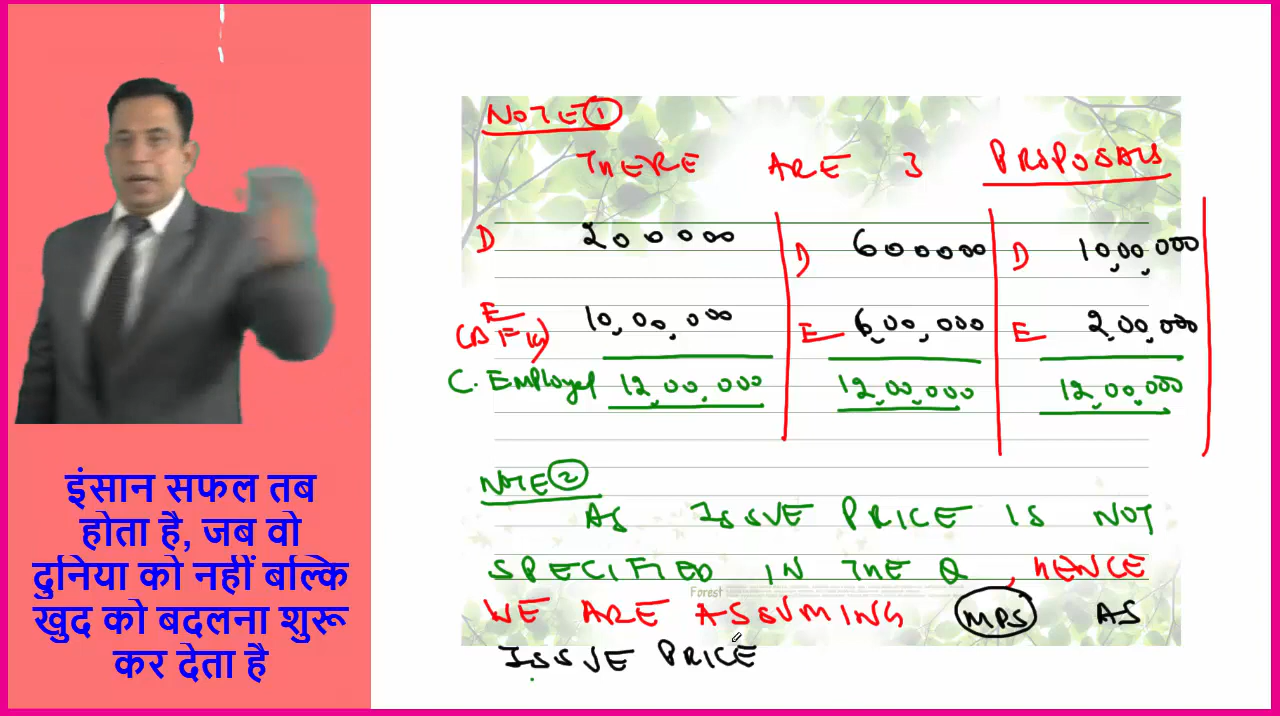 इंसान सफल तब
होता है, जब वो
दुनिया को नहीं बल्कि
खुद को बदलना शुरू
कर देता है
NOTE ①
THERE ARE 3 PROPOSALS
D 200000 D 600000 D 10,00,000
E 10,00,000 E 6,00,000 E 2,00,000
(BFIG)
C. Employed 12,00,000 12,00,000 12,00,000
NOTE ②
AS ISSUE PRICE IS NOT
SPECIFIED IN THE Q, HENCE
Forest
WE ARE ASSUMING MPS AS
ISSUE PRICE